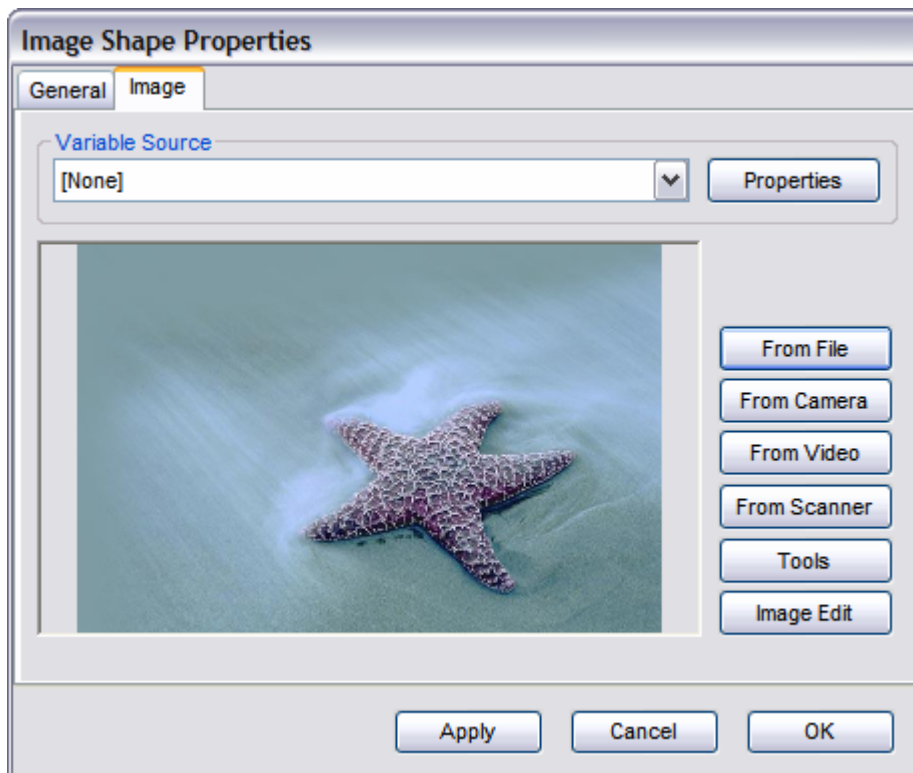 Image Shape Properties
General Image
Variable Source
[None] Properties
From File
From Camera
From Video
From Scanner
Tools
Image Edit
Apply Cancel OK